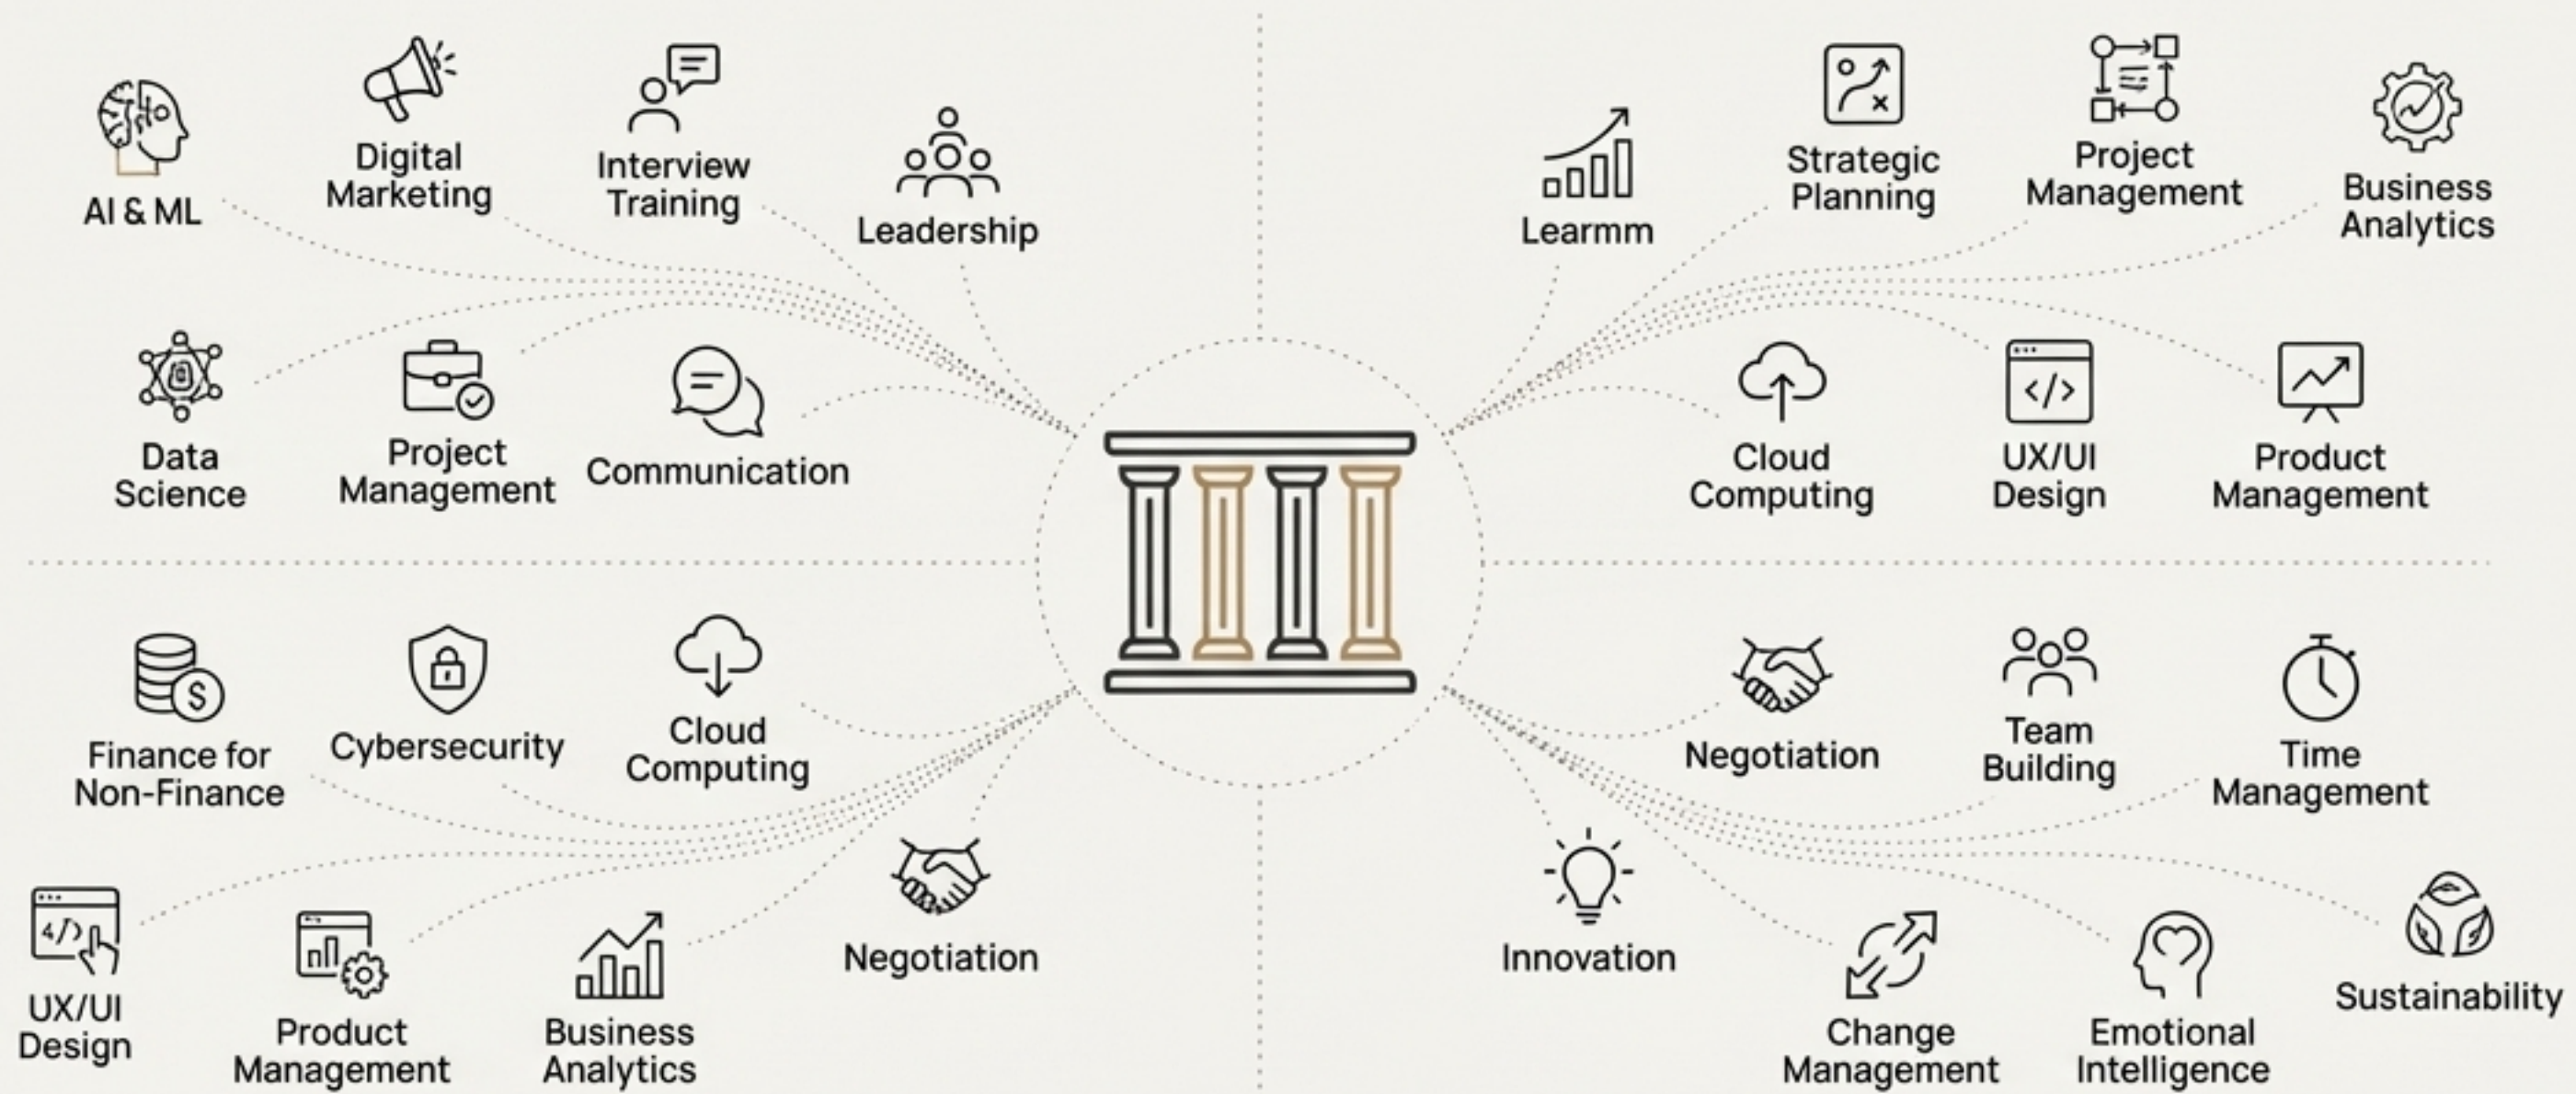 AI & ML
Digital
Marketing
Interview
Training
Leadership
Data
Science
Project
Management
Communication
Learmm
Strategic
Planning
Project
Management
Business
Analytics
Cloud
Computing
UX/UI
Design
Product
Management
Finance for
Non-Finance
Cybersecurity
Cloud
Computing
UX/UI
Design
Product
Management
Business
Analytics
Negotiation
Negotiation
Team
Building
Time
Management
Innovation
Change
Management
Emotional
Intelligence
Sustainability